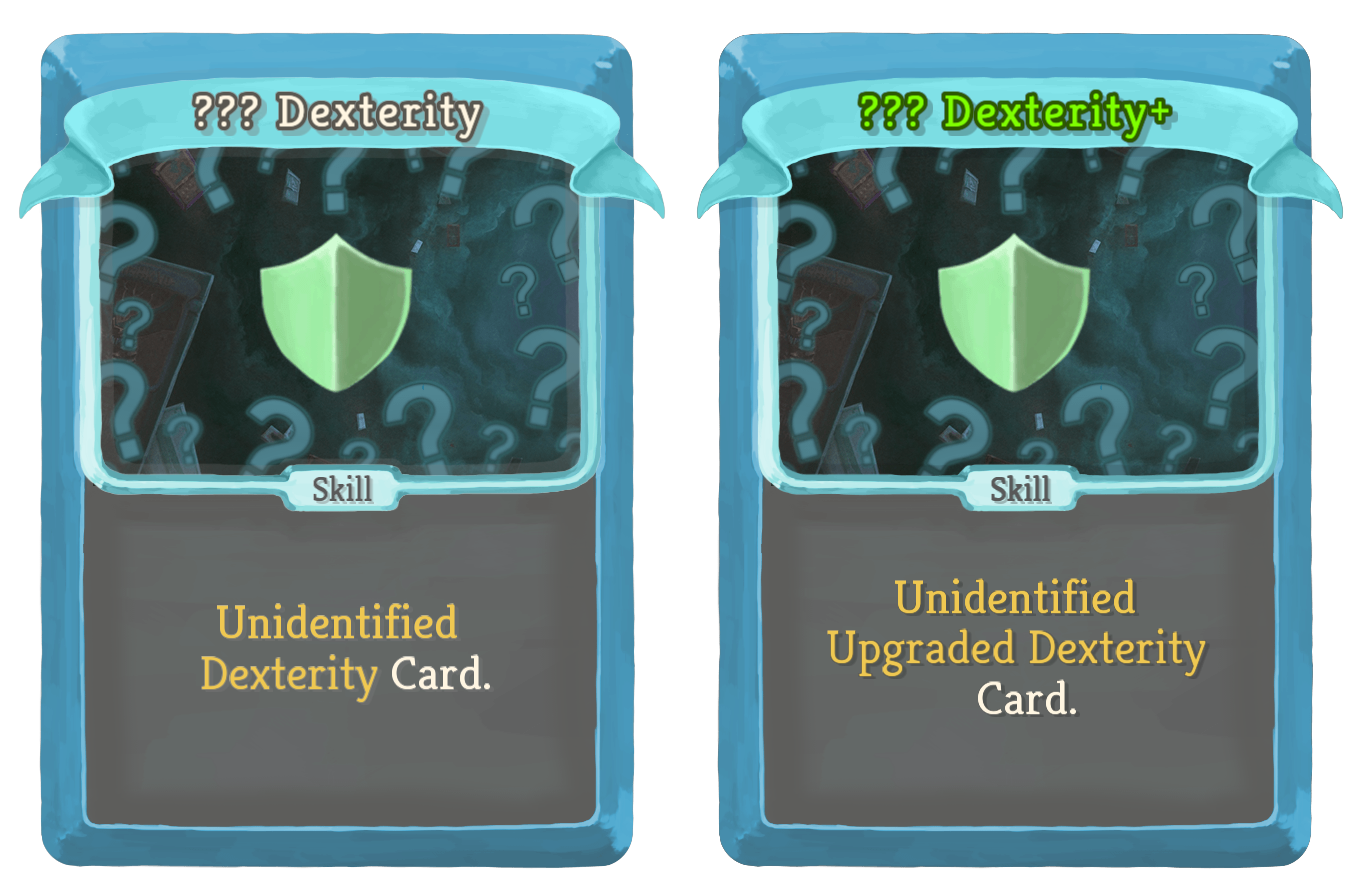 ??? Dexterity
Skill
Unidentified
Dexterity Card.
??? Dexterity+
Skill
Unidentified
Upgraded Dexterity
Card.